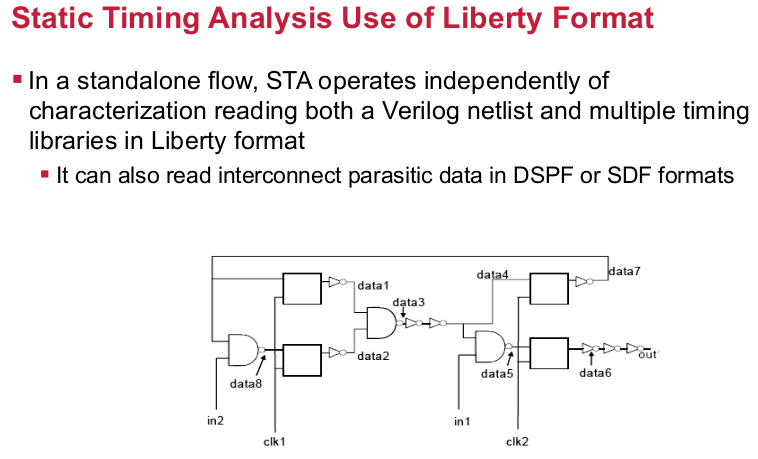 Static Timing Analysis Use of Liberty Format
In a standalone flow, STA operates independently of
characterization reading both a Verilog netlist and multiple timing
libraries in Liberty format
It can also read interconnect parasitic data in DSPF or SDF formats
data4
data7
data1
data3
data2
data8
data5
data6
out
in2
in1
clk1
clk2